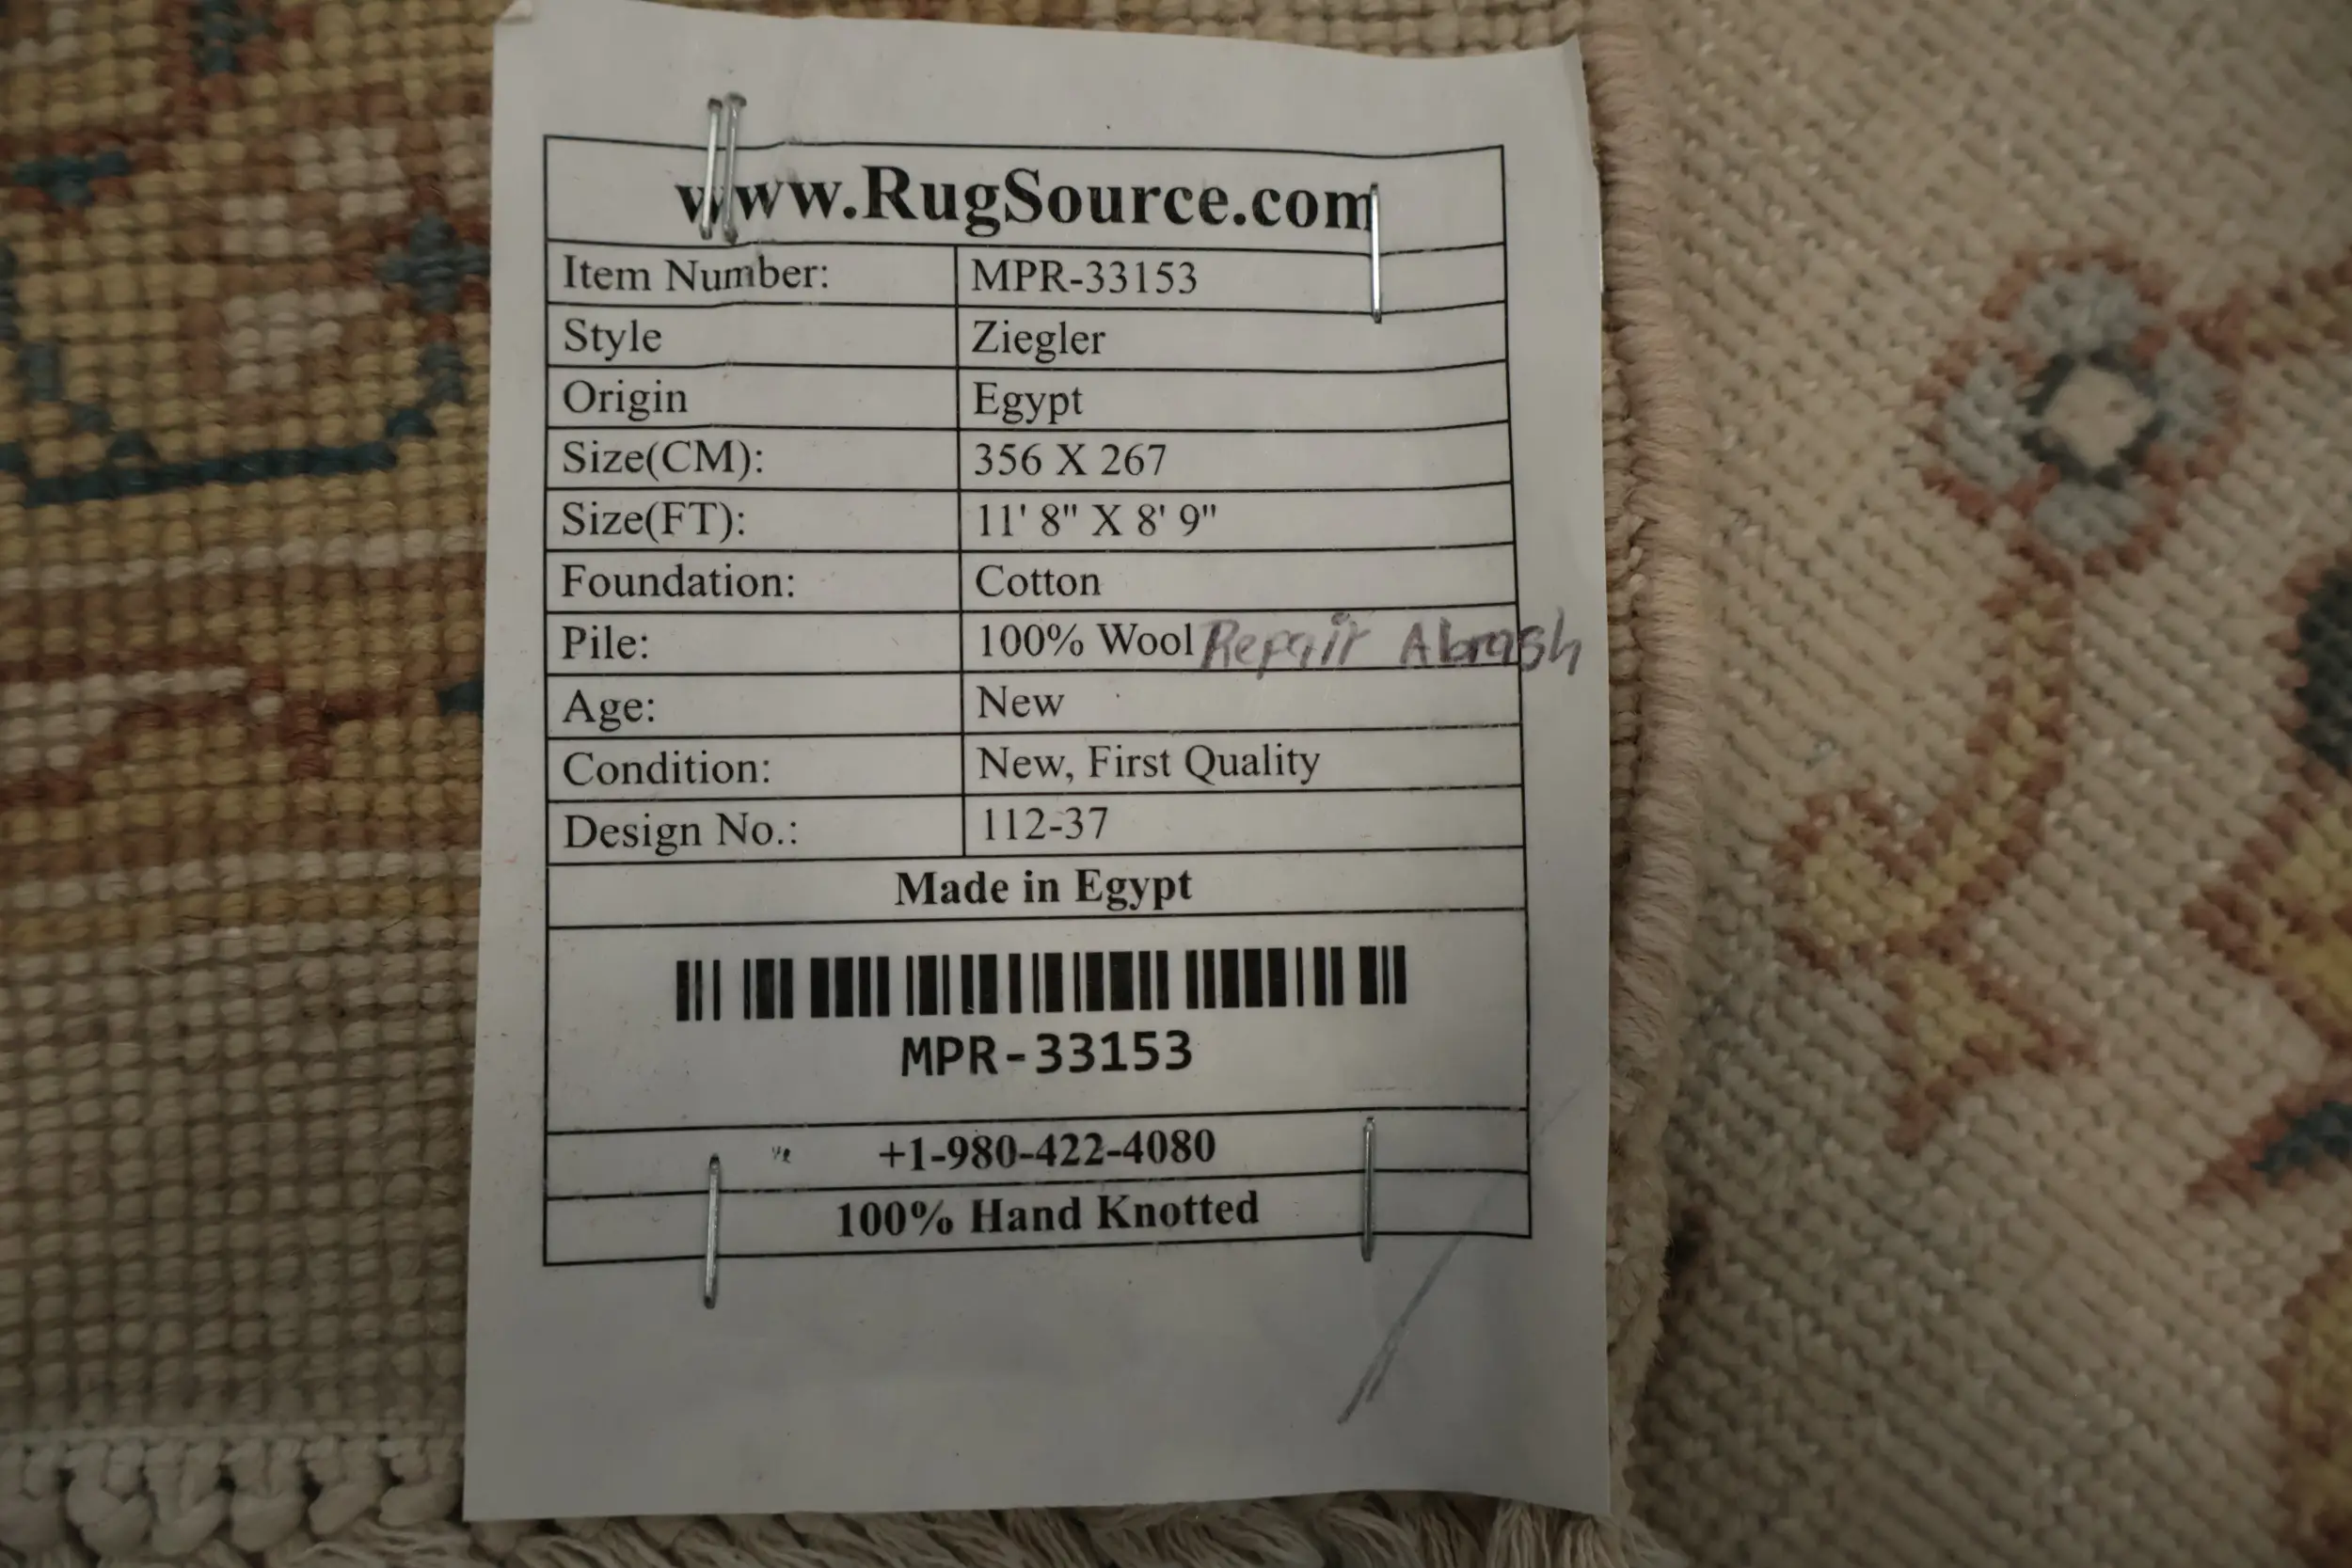 www.RugSource.com
Item Number: MPR-33153
Style Ziegler
Origin Egypt
Size(CM): 356 X 267
Size(FT): 11' 8" X 8' 9"
Foundation: Cotton
Pile: 100% Wool Repair Abrash
Age: New
Condition: New, First Quality
Design No.: 112-37
Made in Egypt
MPR-33153
+1-980-422-4080
100% Hand Knotted